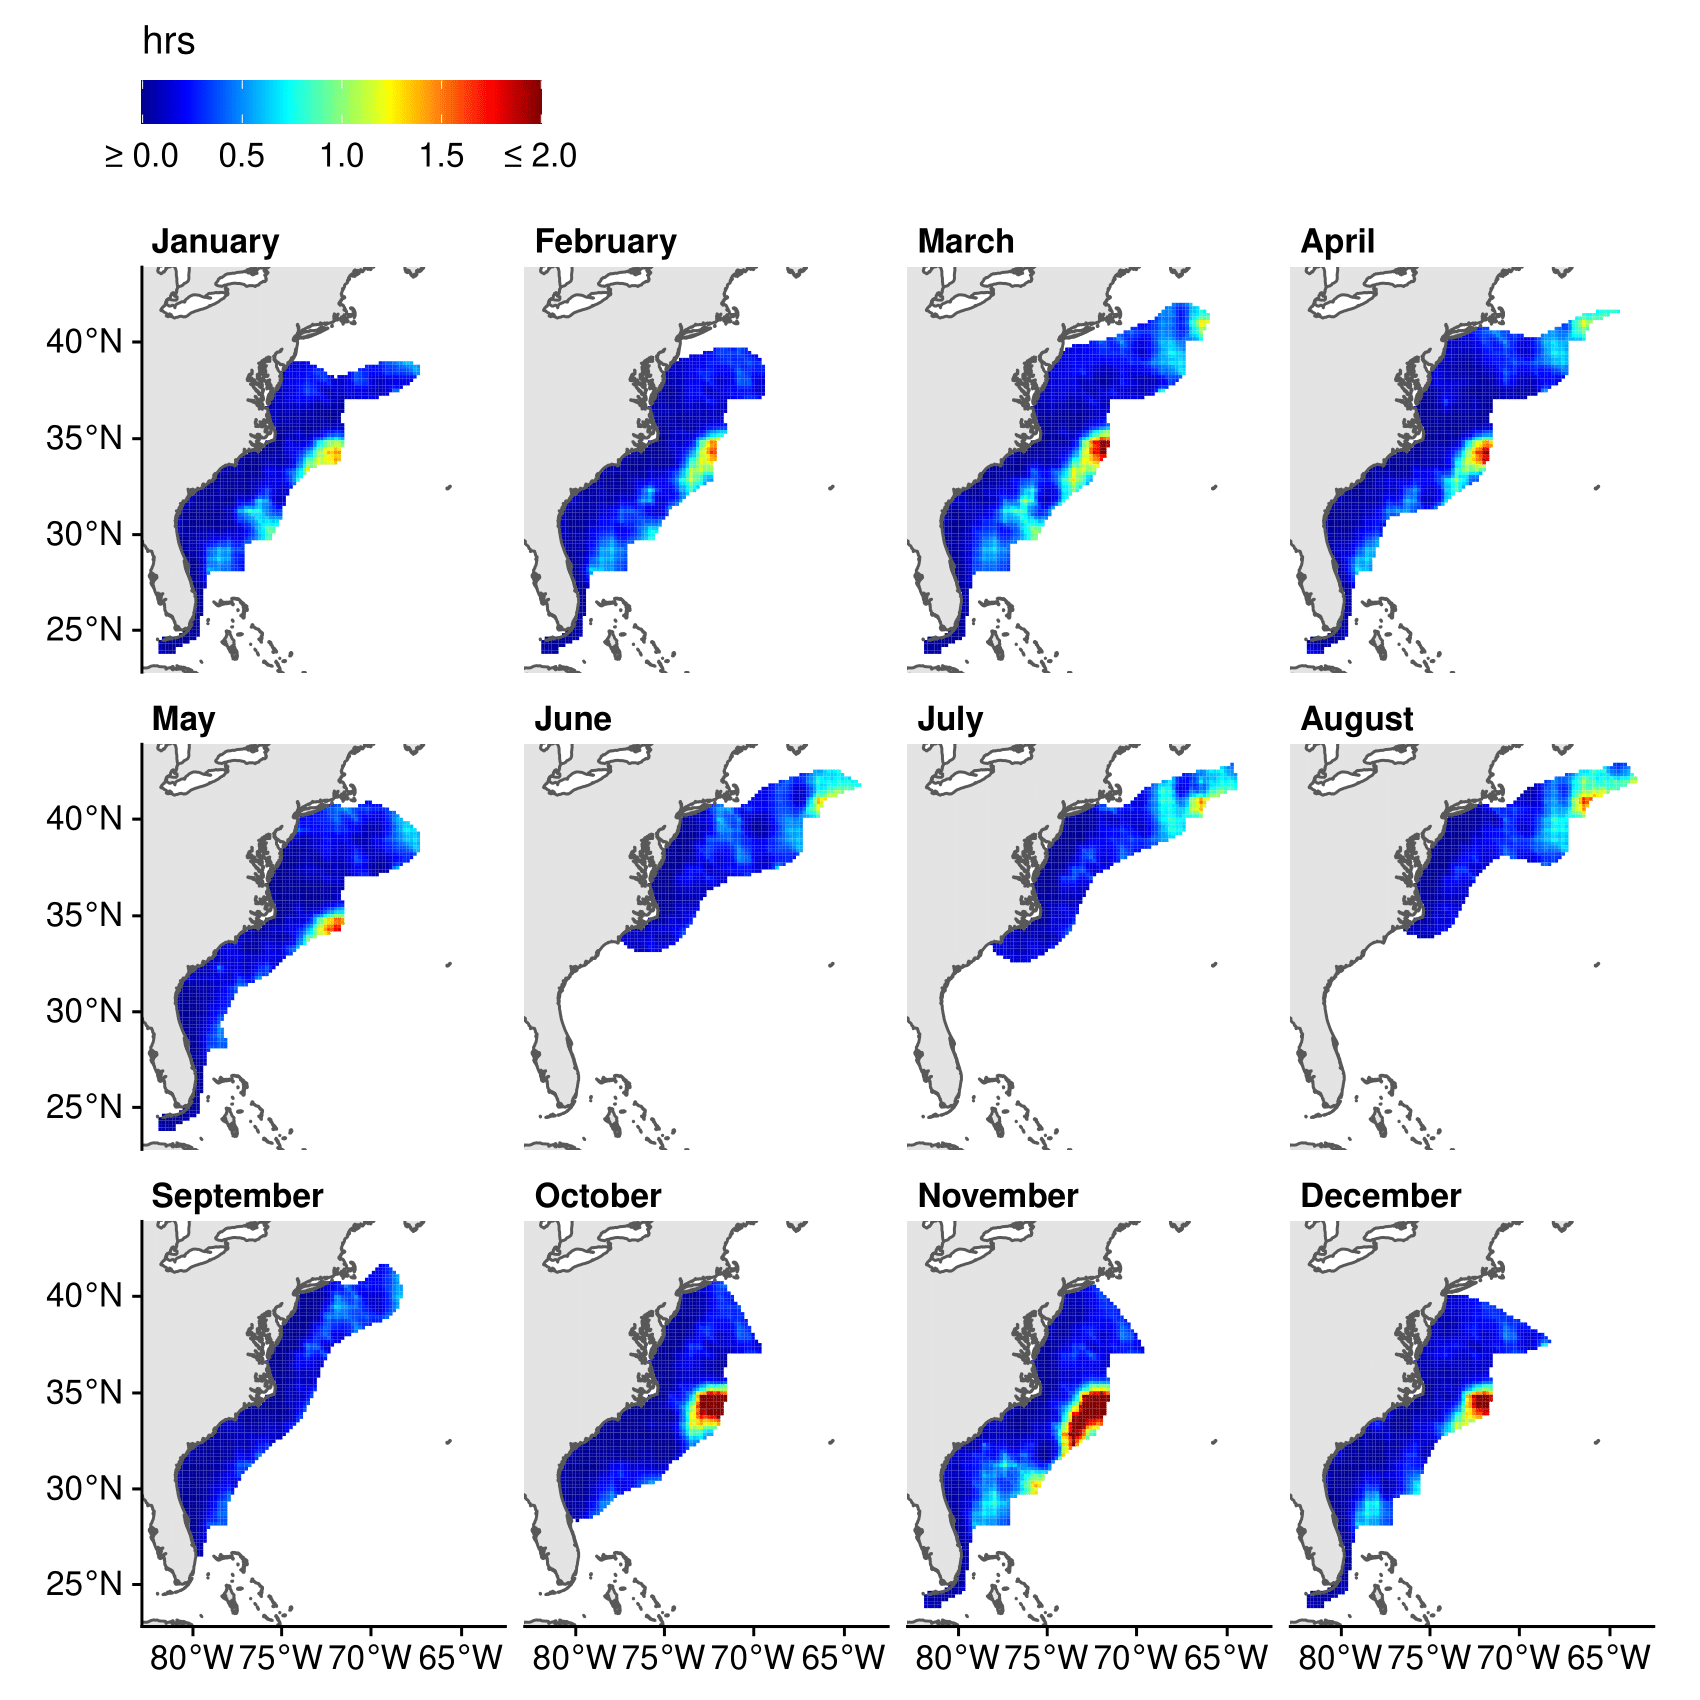 hrs
≥ 0.0 0.5 1.0 1.5 ≤ 2.0
January February March April
40°N
35°N
30°N
25°N
May June July August
40°N
35°N
30°N
25°N
September October November December
40°N
35°N
30°N
25°N
80°W 75°W 70°W 65°W 80°W 75°W 70°W 65°W 80°W 75°W 70°W 65°W 80°W 75°W 70°W 65°W